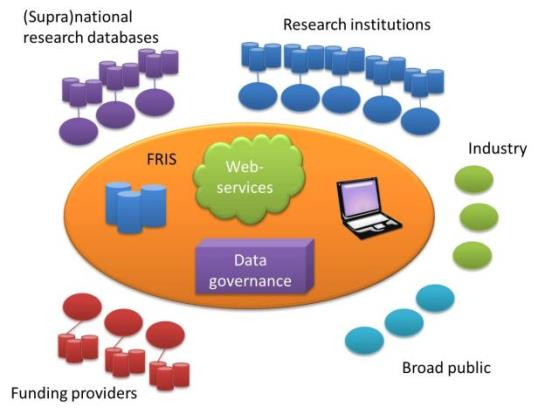 (Supra)national
research databases
Research institutions
Industry
FRIS
Web-
services
Data
governance
Broad public
Funding providers